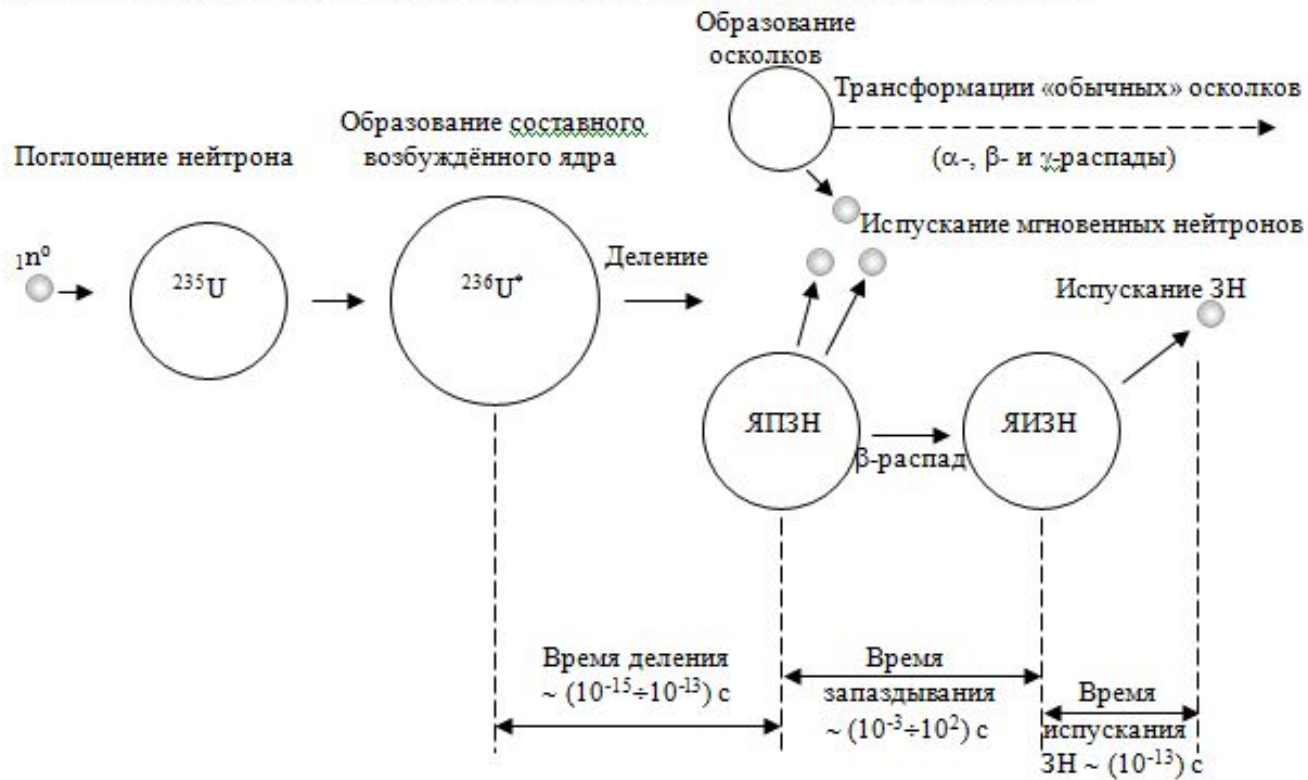 Образование
осколков
Трансформации «обычных» осколков
(α-, β- и γ-распады)
Образование составного
возбуждённого ядра
Поглощение нейтрона
Испускание мгновенных нейтронов
₁n⁰
²³⁵U
²³⁶U*
Деление
Испускание ЗН
ЯПЗН
β-распад
ЯИЗН
Время деления
~ (10⁻¹⁵÷10⁻¹³) с
Время
запаздывания
~ (10⁻³÷10²) с
Время
испускания
ЗН ~ (10⁻¹³) с